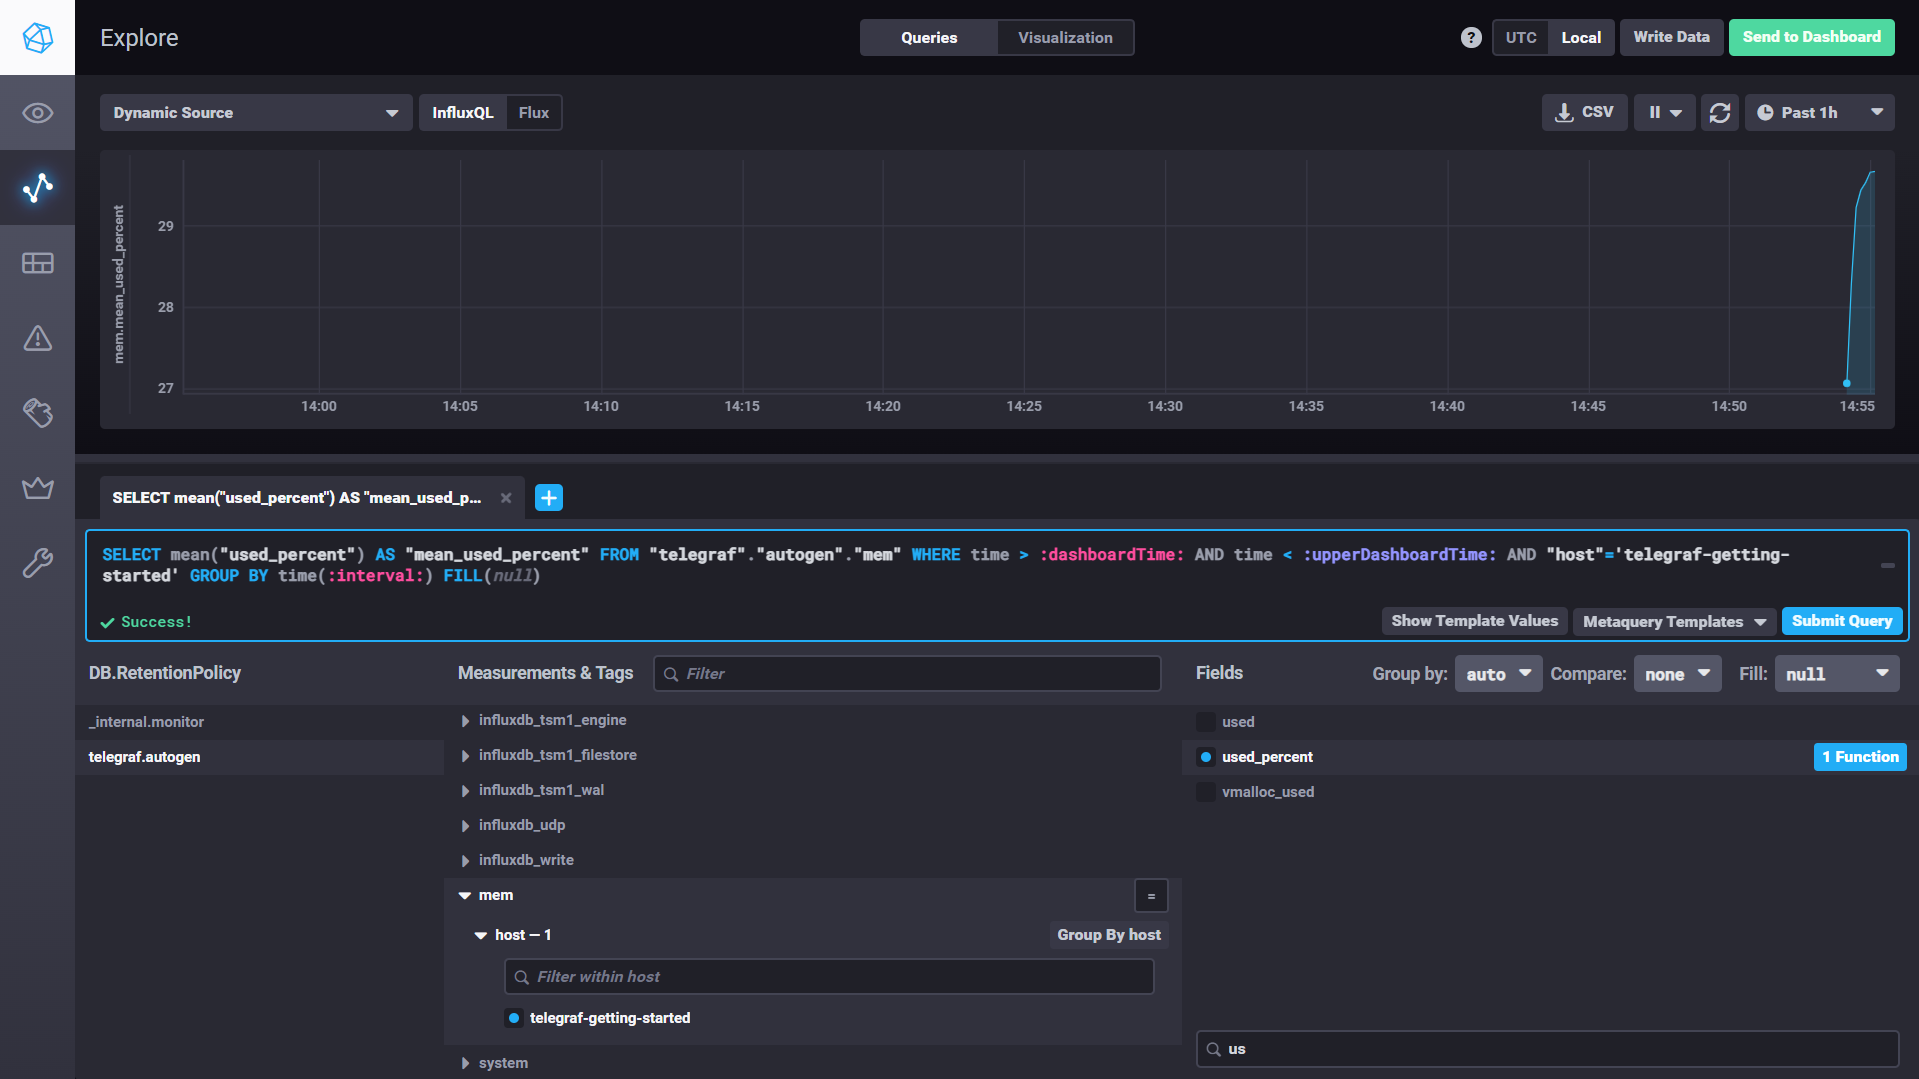 Explore
Queries
Visualization
?
UTC
Local
Write Data
Send to Dashboard
Dynamic Source
InfluxQL
Flux
CSV
Past 1h
mem.mean_used_percent
29
28
27
14:00
14:05
14:10
14:15
14:20
14:25
14:30
14:35
14:40
14:45
14:50
14:55
SELECT mean("used_percent") AS "mean_used_p...
SELECT mean("used_percent") AS "mean_used_percent" FROM "telegraf"."autogen"."mem" WHERE time > :dashboardTime: AND time < :upperDashboardTime: AND "host"='telegraf-getting-
started' GROUP BY time(:interval:) FILL(null)
Success!
Show Template Values
Metaquery Templates
Submit Query
DB.RetentionPolicy
Measurements & Tags
Filter
Fields
Group by:
auto
Compare:
none
Fill:
null
_internal.monitor
telegraf.autogen
influxdb_tsm1_engine
influxdb_tsm1_filestore
influxdb_tsm1_wal
influxdb_udp
influxdb_write
mem
=
host — 1
Group By host
Filter within host
telegraf-getting-started
system
used
used_percent
1 Function
vmalloc_used
us